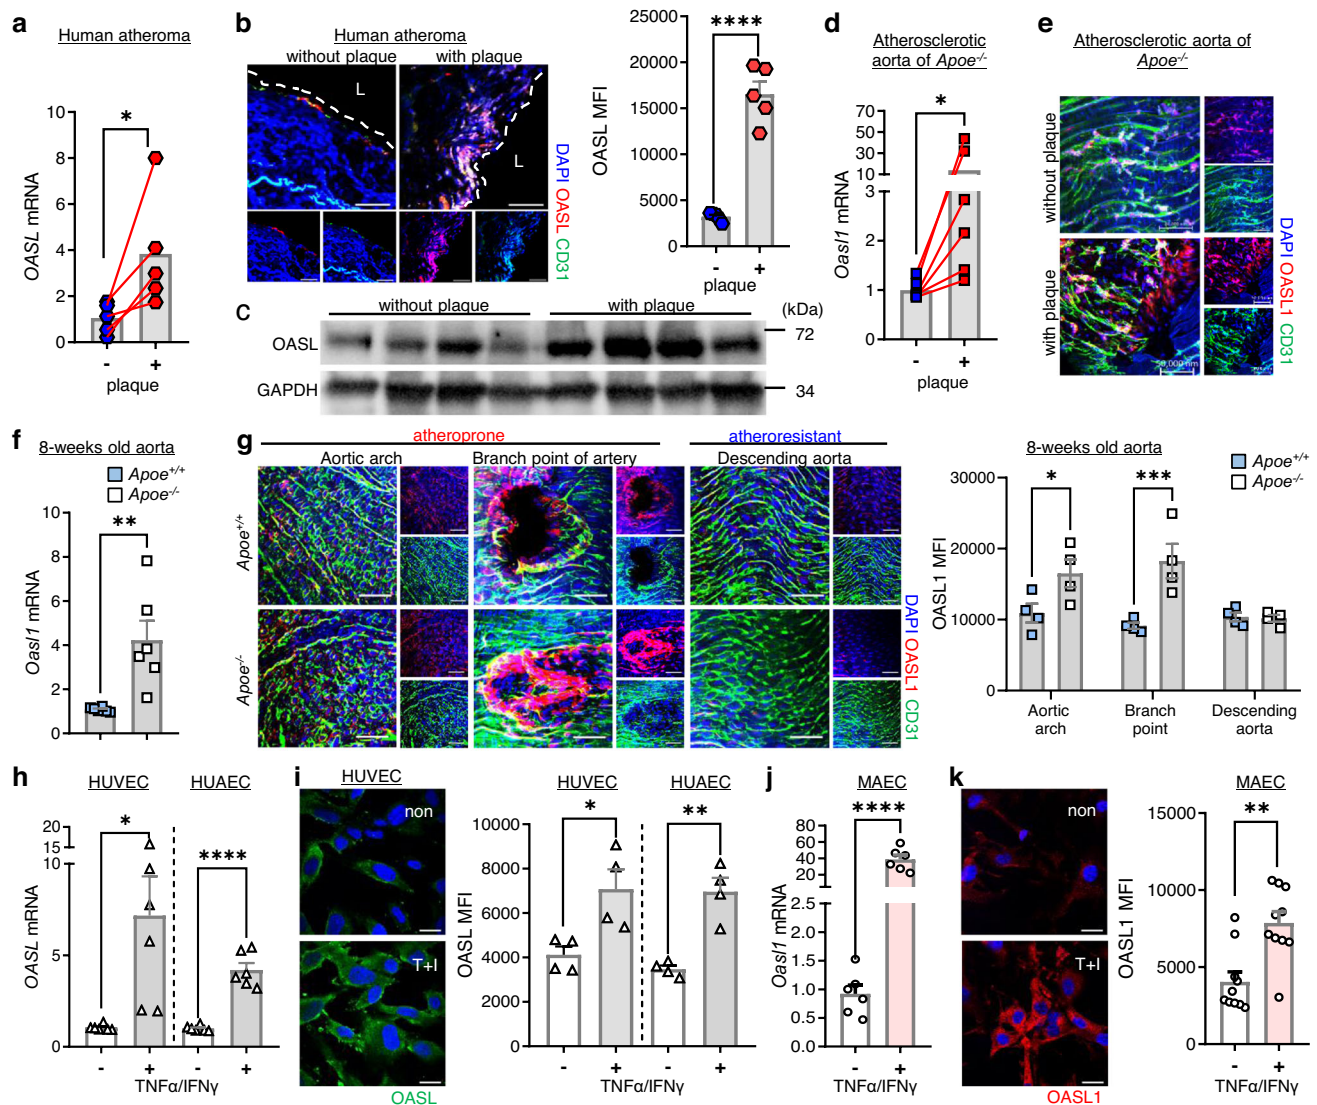 a
Human atheroma
OASL mRNA
10
8
6
4
2
0
*
- +
plaque
b
Human atheroma
without plaque with plaque
L
L
DAPI OASL CD31
OASL MFI
25000
20000
15000
10000
5000
0
****
- +
plaque
c
without plaque with plaque (kDa)
OASL 72
GAPDH 34
d
Atherosclerotic
aorta of Apoe-/-
Oasl1 mRNA
70
50
30
10
3
2
1
0
*
- +
plaque
e
Atherosclerotic aorta of
Apoe-/-
without plaque
with plaque
DAPI OASL1 CD31
f
8-weeks old aorta
Apoe+/+
Apoe-/-
Oasl1 mRNA
10
8
6
4
2
0
**
g
atheroprone atheroresistant
Aortic arch Branch point of artery Descending aorta
Apoe+/+
Apoe-/-
DAPI OASL1 CD31
8-weeks old aorta
Apoe+/+
Apoe-/-
OASL1 MFI
30000
20000
10000
0
* ***
Aortic arch
Branch point
Descending aorta
h
HUVEC HUAEC
OASL mRNA
20
15
10
5
0
* ****
- + - +
TNFα/IFNγ
i
HUVEC
non
T+I
OASL
HUVEC HUAEC
OASL MFI
10000
8000
6000
4000
2000
0
* **
- + - +
TNFα/IFNγ
j
MAEC
****
Oasl1 mRNA
80
60
40
20
2.5
2.0
1.5
1.0
0.5
0.0
- +
TNFα/IFNγ
k
non
T+I
OASL1
MAEC
**
OASL1 MFI
15000
10000
5000
0
- +
TNFα/IFNγ